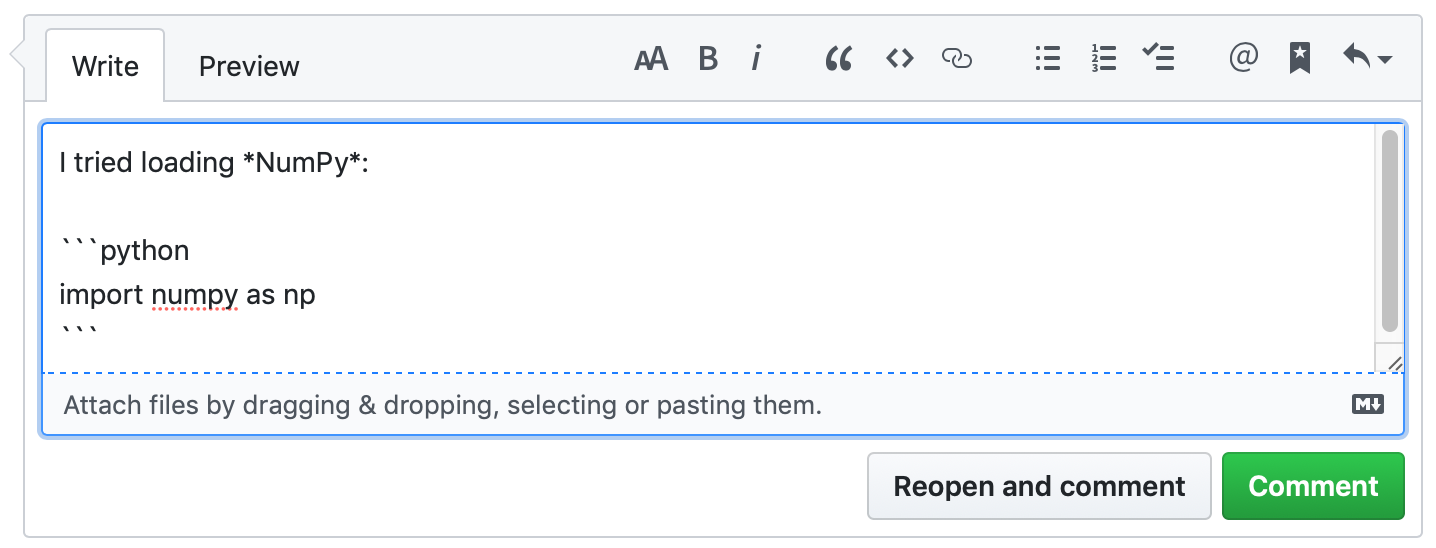 Write Preview AA B i @
I tried loading *NumPy*:
```python
import numpy as np
```
Attach files by dragging & dropping, selecting or pasting them. M↓
Reopen and comment Comment